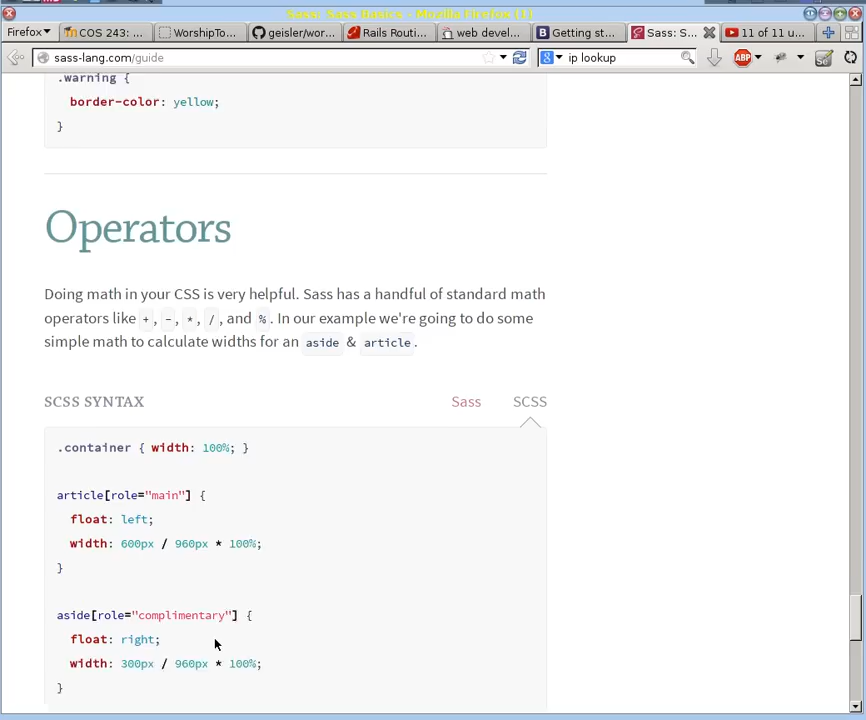 Sass: Sass Basics - Mozilla Firefox [1]
Firefox COS 243: ... WorshipTo... geisler/wor... Rails Routi... web devel... Getting st... Sass: S... 11 of 11 u...
sass-lang.com/guide ip lookup ABP
.warning {
border-color: yellow;
}
Operators
Doing math in your CSS is very helpful. Sass has a handful of standard math
operators like +, -, *, /, and %. In our example we're going to do some
simple math to calculate widths for an aside & article.
SCSS SYNTAX Sass SCSS
.container { width: 100%; }
article[role="main"] {
float: left;
width: 600px / 960px * 100%;
}
aside[role="complimentary"] {
float: right;
width: 300px / 960px * 100%;
}